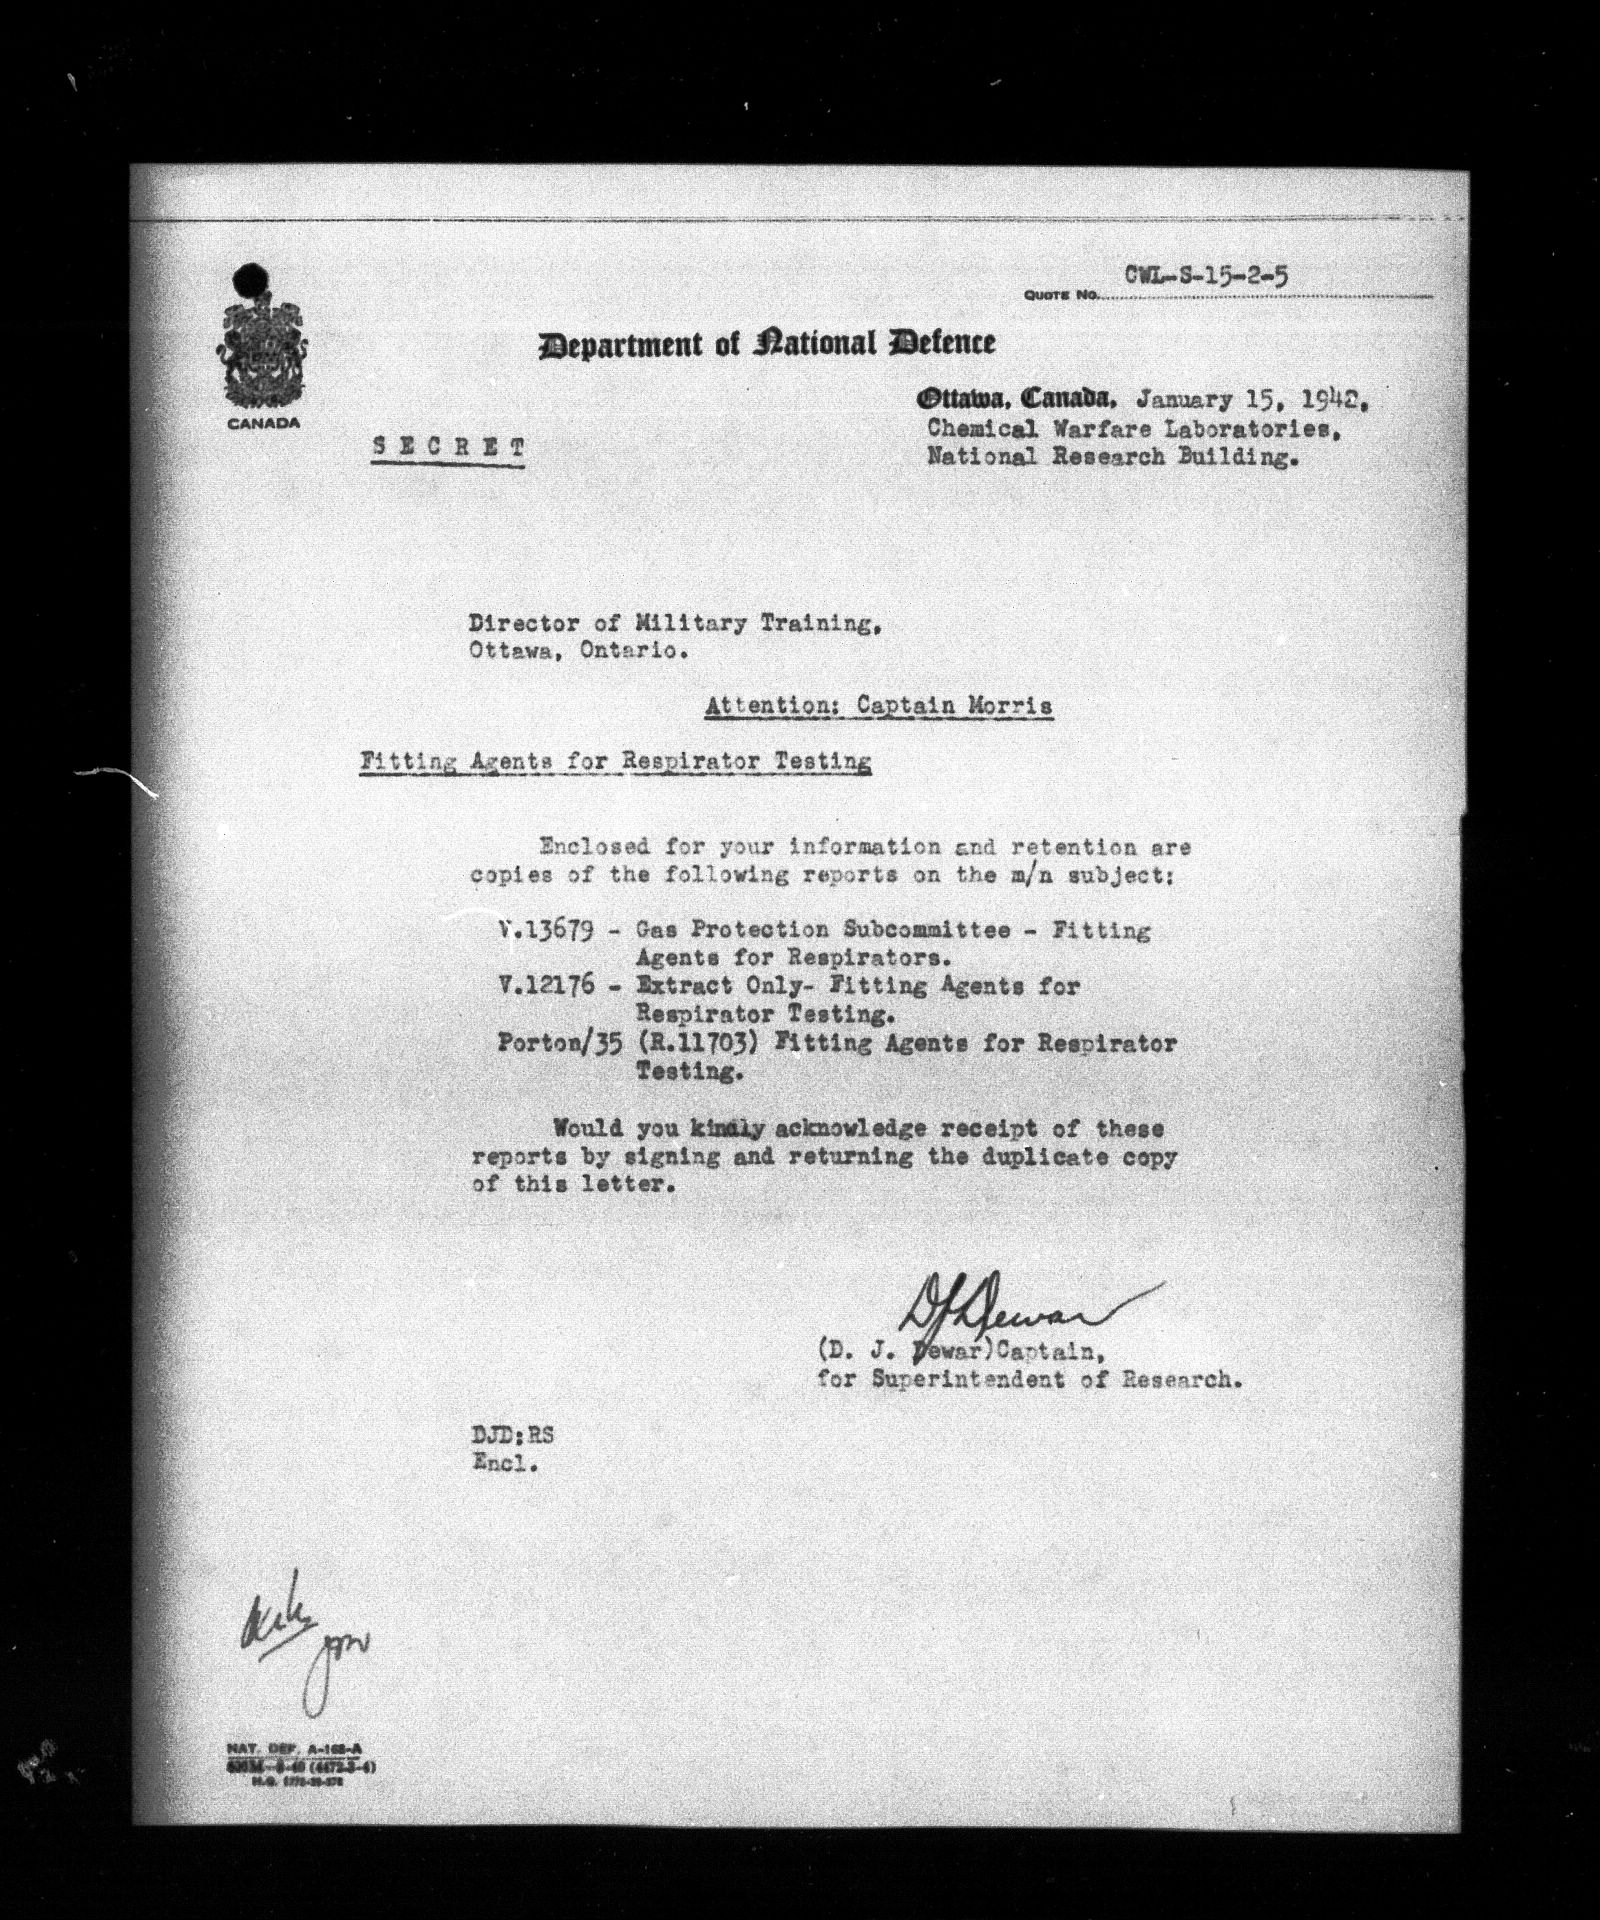 CWL-S-15-2-5
QUOTE NO.
Department of National Defence
Ottawa, Canada, January 15, 1942,
Chemical Warfare Laboratories,
National Research Building.
CANADA
S E C R E T
Director of Military Training,
Ottawa, Ontario.
Attention: Captain Morris
Fitting Agents for Respirator Testing
Enclosed for your information and retention are
copies of the following reports on the m/n subject:
V.13679 - Gas Protection Subcommittee - Fitting
Agents for Respirators.
V.12176 - Extract Only- Fitting Agents for
Respirator Testing.
Porton/35 (R.11703) Fitting Agents for Respirator
Testing.
Would you kindly acknowledge receipt of these
reports by signing and returning the duplicate copy
of this letter.
DJDewar
(D. J. Dewar)Captain,
for Superintendent of Research.
DJD:RS
Encl.
NAT. DEF. A-168-A
H.Q.